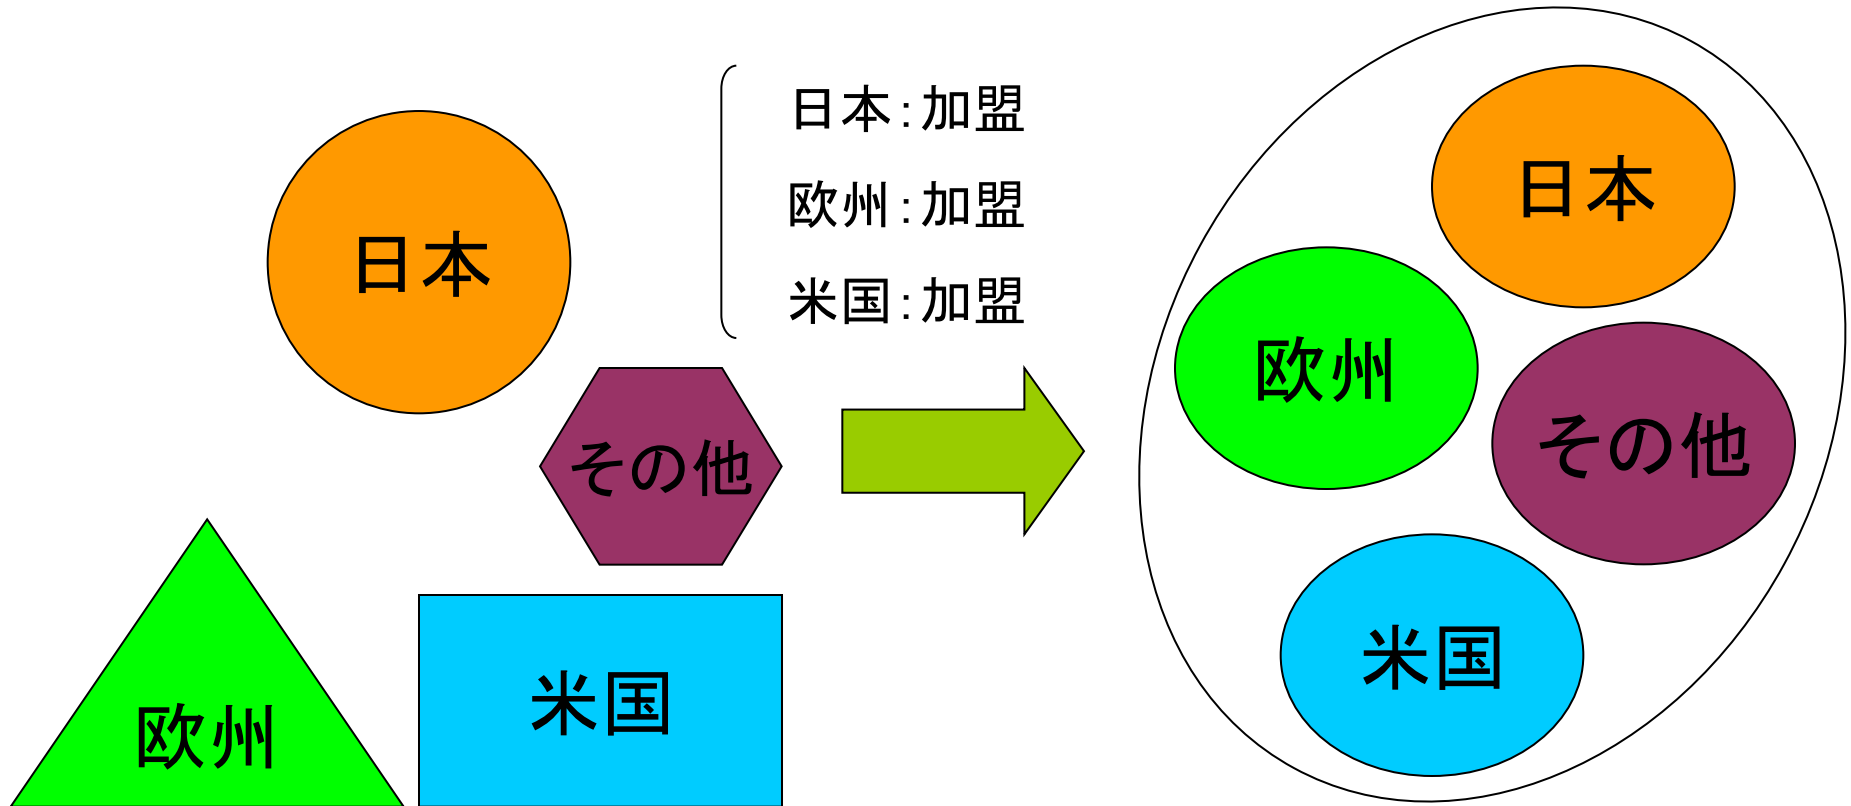 日本
その他
欧州
米国
日本：加盟
欧州：加盟
米国：加盟
日本
欧州
その他
米国